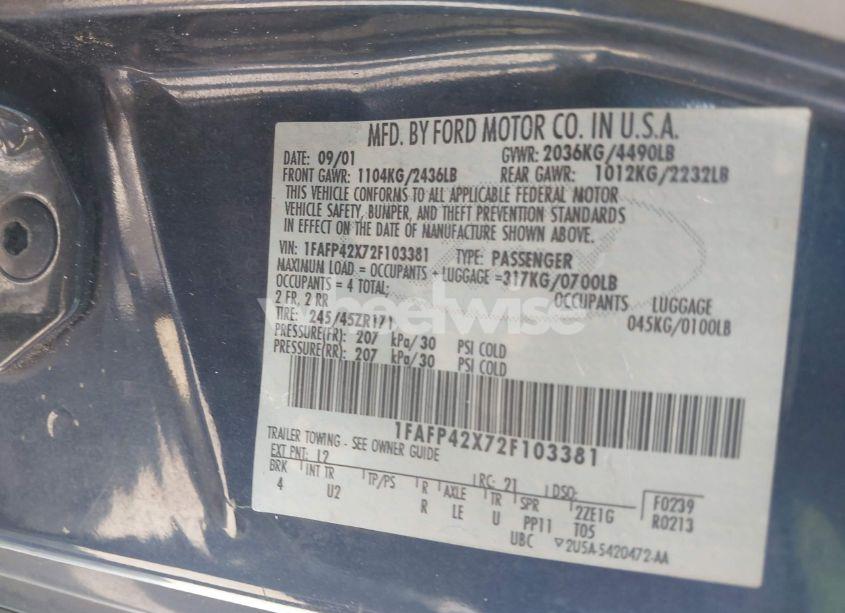 MFD. BY FORD MOTOR CO. IN U.S.A.
DATE: 09/01 GVWR: 2036KG/4490LB
FRONT GAWR: 1104KG/2436LB REAR GAWR: 1012KG/2232LB
THIS VEHICLE CONFORMS TO ALL APPLICABLE FEDERAL MOTOR
VEHICLE SAFETY, BUMPER, AND THEFT PREVENTION STANDARDS
IN EFFECT ON THE DATE OF MANUFACTURE SHOWN ABOVE.
VIN: 1FAFP42X72F103381 TYPE: PASSENGER
MAXIMUM LOAD = OCCUPANTS + LUGGAGE =317KG/0700LB
OCCUPANTS = 4 TOTAL: OCCUPANTS LUGGAGE
2 FR, 2 RR 045KG/0100LB
TIRE: 245/45ZR171
PRESSURE(FR): 207 kPa/30 PSI COLD
PRESSURE(RR): 207 kPa/30 PSI COLD
wheelwise
1FAFP42X72F103381
TRAILER TOWING - SEE OWNER GUIDE
EXT PNT: L2 RC: 21 DSO: F0239
BRK INT TR TP/PS R AXLE TR SPR 2ZE1G R0213
4 U2 R LE U PP11 T05
UBC ▽2U5A-5420472-AA